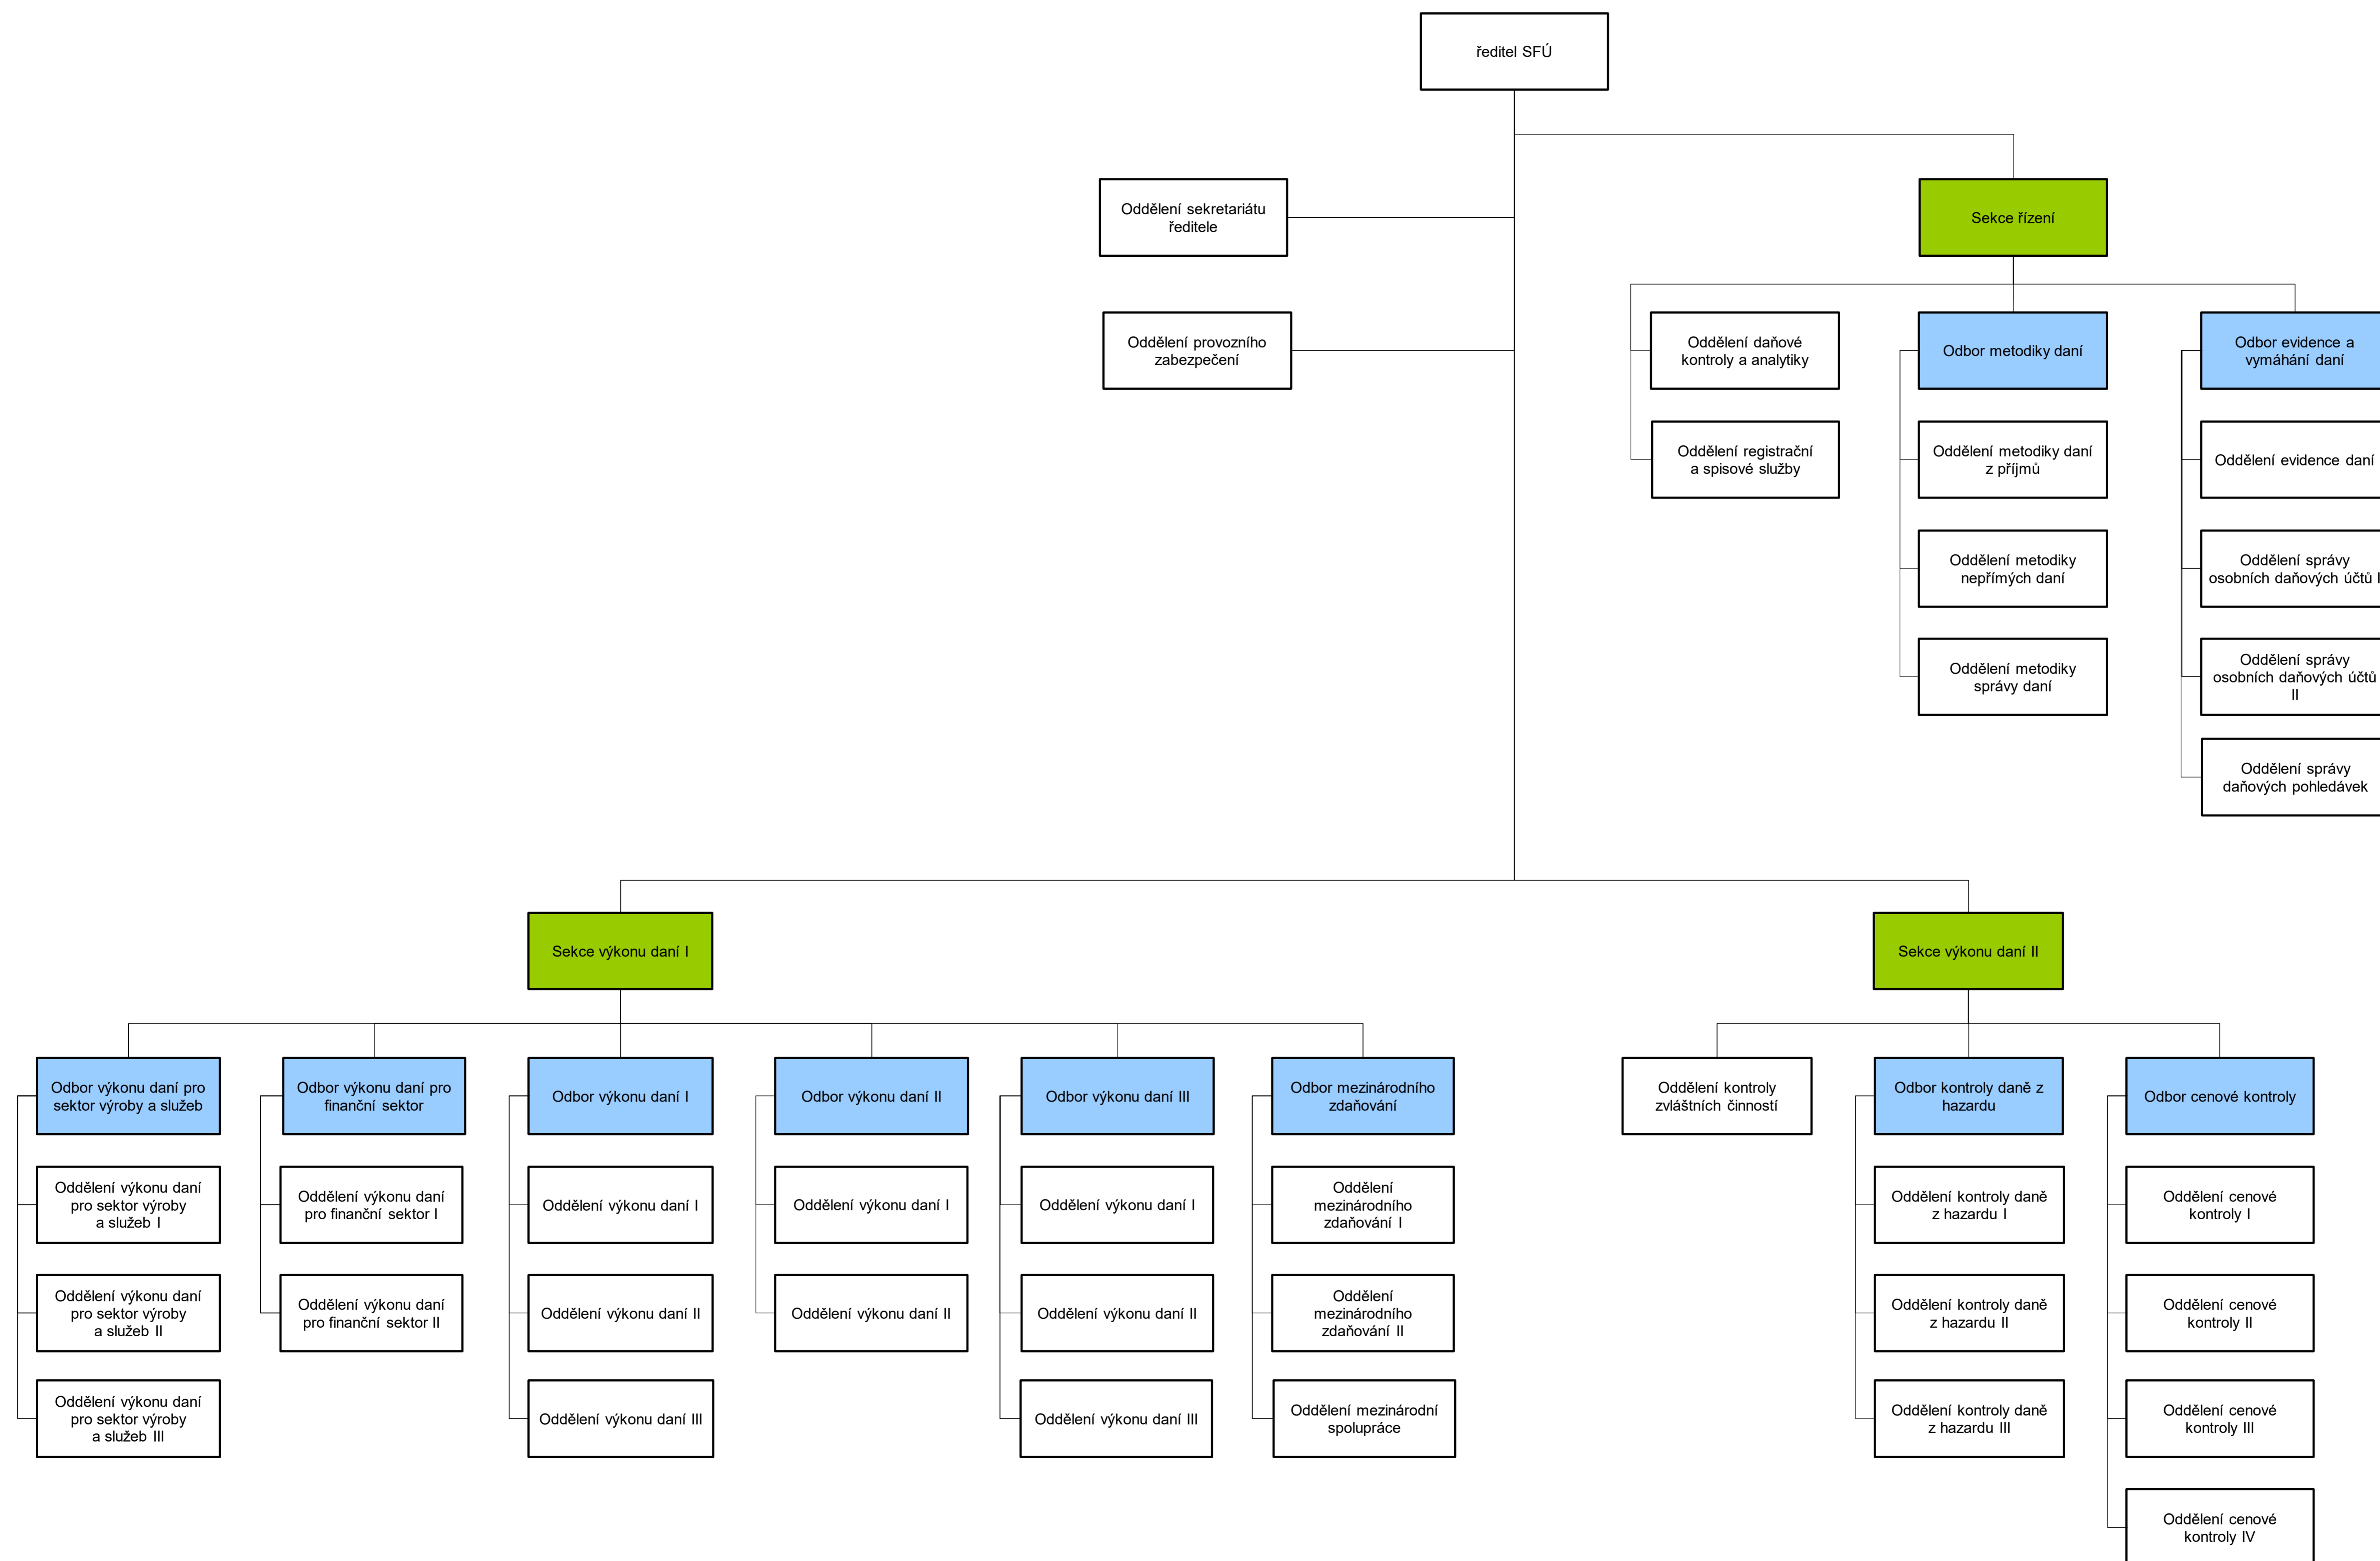 ředitel SFÚ
Oddělení sekretariátu
ředitele
Sekce řízení
Oddělení provozního
zabezpečení
Oddělení daňové
kontroly a analytiky
Odbor metodiky daní
Odbor evidence a
vymáhání daní
Oddělení registrační
a spisové služby
Oddělení metodiky daní
z příjmů
Oddělení evidence daní
Oddělení metodiky
nepřímých daní
Oddělení správy
osobních daňových účtů I
Oddělení metodiky
správy daní
Oddělení správy
osobních daňových účtů
II
Oddělení správy
daňových pohledávek
Sekce výkonu daní I
Sekce výkonu daní II
Odbor výkonu daní pro
sektor výroby a služeb
Odbor výkonu daní pro
finanční sektor
Odbor výkonu daní I
Odbor výkonu daní II
Odbor výkonu daní III
Odbor mezinárodního
zdaňování
Oddělení kontroly
zvláštních činností
Odbor kontroly daně z
hazardu
Odbor cenové kontroly
Oddělení výkonu daní
pro sektor výroby
a služeb I
Oddělení výkonu daní
pro finanční sektor I
Oddělení výkonu daní I
Oddělení výkonu daní I
Oddělení výkonu daní I
Oddělení
mezinárodního
zdaňování I
Oddělení kontroly daně
z hazardu I
Oddělení cenové
kontroly I
Oddělení výkonu daní
pro sektor výroby
a služeb II
Oddělení výkonu daní
pro finanční sektor II
Oddělení výkonu daní II
Oddělení výkonu daní II
Oddělení výkonu daní II
Oddělení
mezinárodního
zdaňování II
Oddělení kontroly daně
z hazardu II
Oddělení cenové
kontroly II
Oddělení výkonu daní
pro sektor výroby
a služeb III
Oddělení výkonu daní III
Oddělení výkonu daní III
Oddělení mezinárodní
spolupráce
Oddělení kontroly daně
z hazardu III
Oddělení cenové
kontroly III
Oddělení cenové
kontroly IV